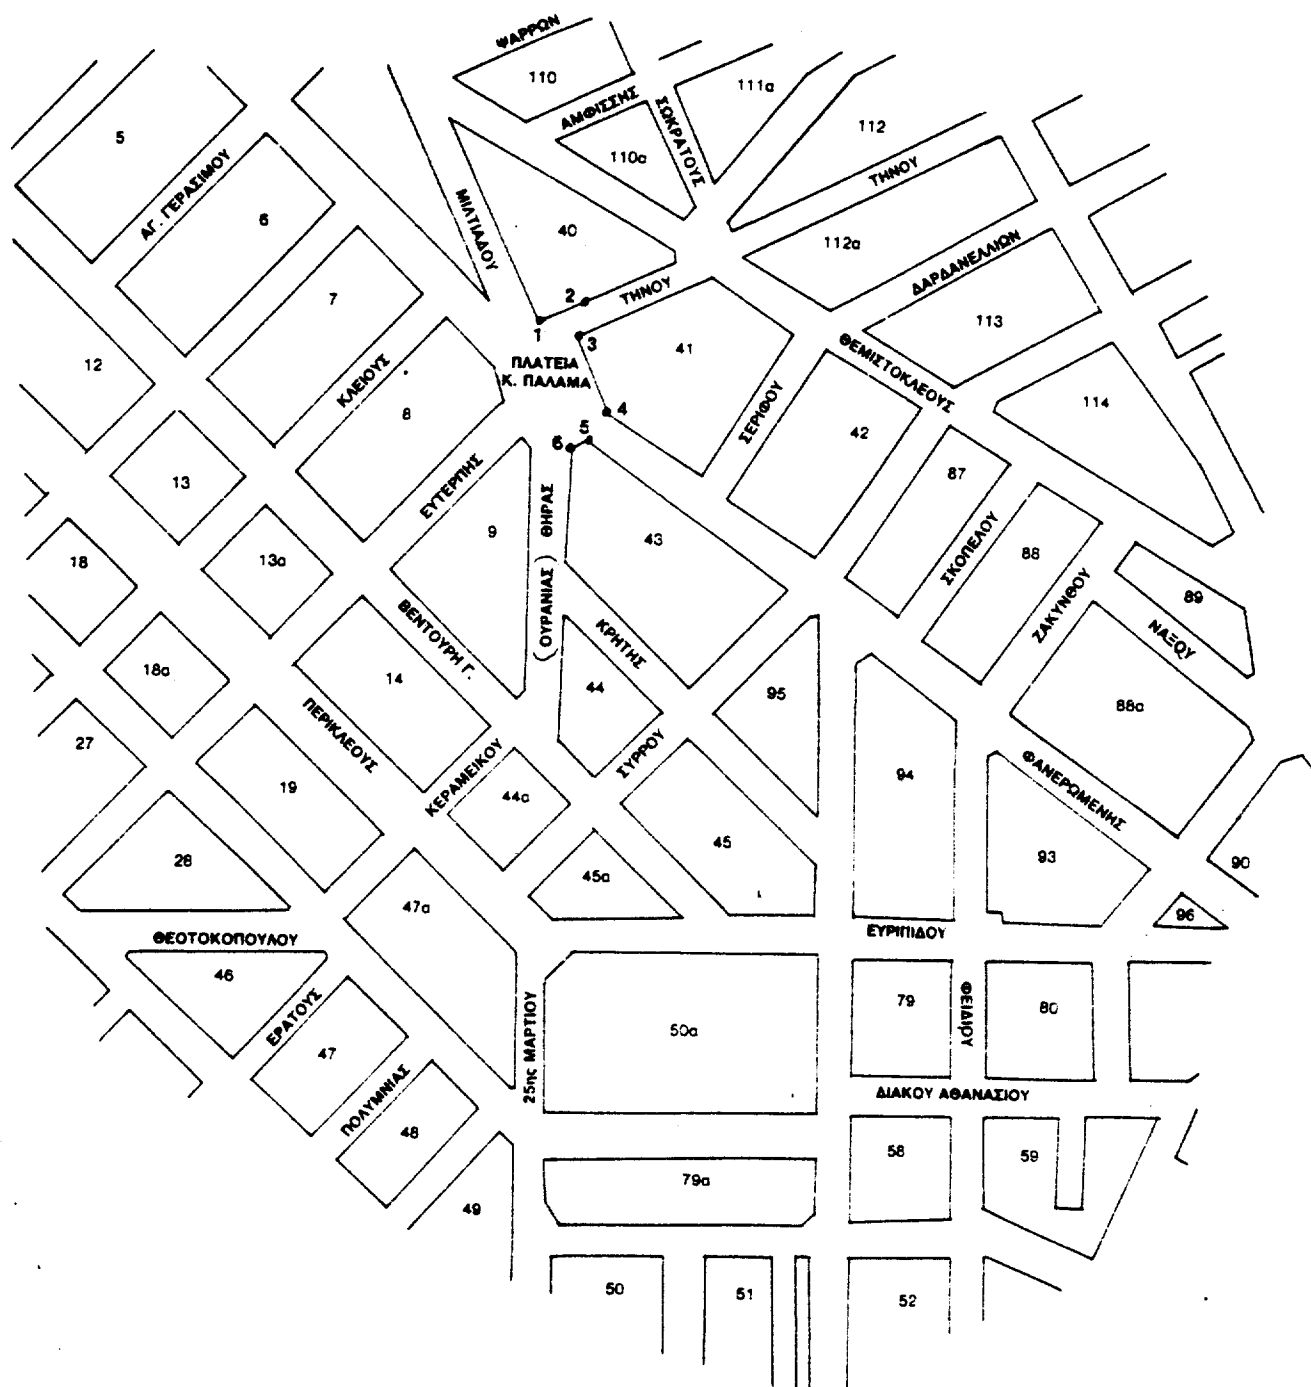 ΨΑΡΡΩΝ
110
ΑΜΦΙΣΣΗΣ
111α
ΣΩΚΡΑΤΟΥΣ
112
5
110α
ΤΗΝΟΥ
ΑΓ. ΓΕΡΑΣΙΜΟΥ
6
ΜΙΛΤΙΑΔΟΥ
40
112α
ΔΑΡΔΑΝΕΛΛΙΩΝ
7
2
ΤΗΝΟΥ
1
3
113
12
ΠΛΑΤΕΙΑ
Κ. ΠΑΛΑΜΑ
41
ΘΕΜΙΣΤΟΚΛΕΟΥΣ
ΚΛΕΙΟΥΣ
8
4
ΣΕΡΙΦΟΥ
42
114
5
6
87
13
ΕΥΤΕΡΠΗΣ
9
(ΟΥΡΑΝΙΑΣ) ΘΗΡΑΣ
43
ΣΚΟΠΕΛΟΥ
88
18
13α
ΖΑΚΥΝΘΟΥ
89
ΝΑΞΟΥ
ΒΕΝΤΟΥΡΗ Γ.
ΚΡΗΤΗΣ
18α
14
44
95
88α
27
ΠΕΡΙΚΛΕΟΥΣ
ΣΥΡΡΟΥ
94
ΦΑΝΕΡΩΜΕΝΗΣ
19
ΚΕΡΑΜΕΙΚΟΥ
44α
45
28
45α
93
90
47α
96
ΘΕΟΤΟΚΟΠΟΥΛΟΥ
ΕΥΡΙΠΙΔΟΥ
46
ΕΡΑΤΟΥΣ
25ης ΜΑΡΤΙΟΥ
50α
79
ΦΕΙΔΙΟΥ
80
47
ΠΟΛΥΜΝΙΑΣ
ΔΙΑΚΟΥ ΑΘΑΝΑΣΙΟΥ
48
58
59
79α
49
50
51
52